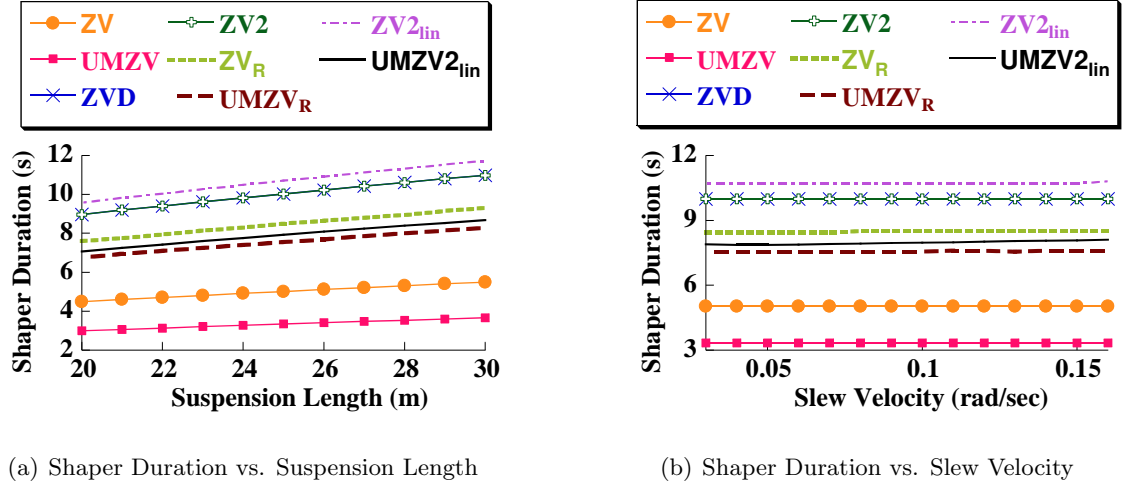 ZV ZV2 ZV2lin
UMZV ZVR UMZV2lin
ZVD UMZVR
Shaper Duration (s)
12
10
8
6
4
2
20 22 24 26 28 30
Suspension Length (m)
(a) Shaper Duration vs. Suspension Length
ZV ZV2 ZV2lin
UMZV ZVR UMZV2lin
ZVD UMZVR
Shaper Duration (s)
12
9
6
3
0.05 0.1 0.15
Slew Velocity (rad/sec)
(b) Shaper Duration vs. Slew Velocity